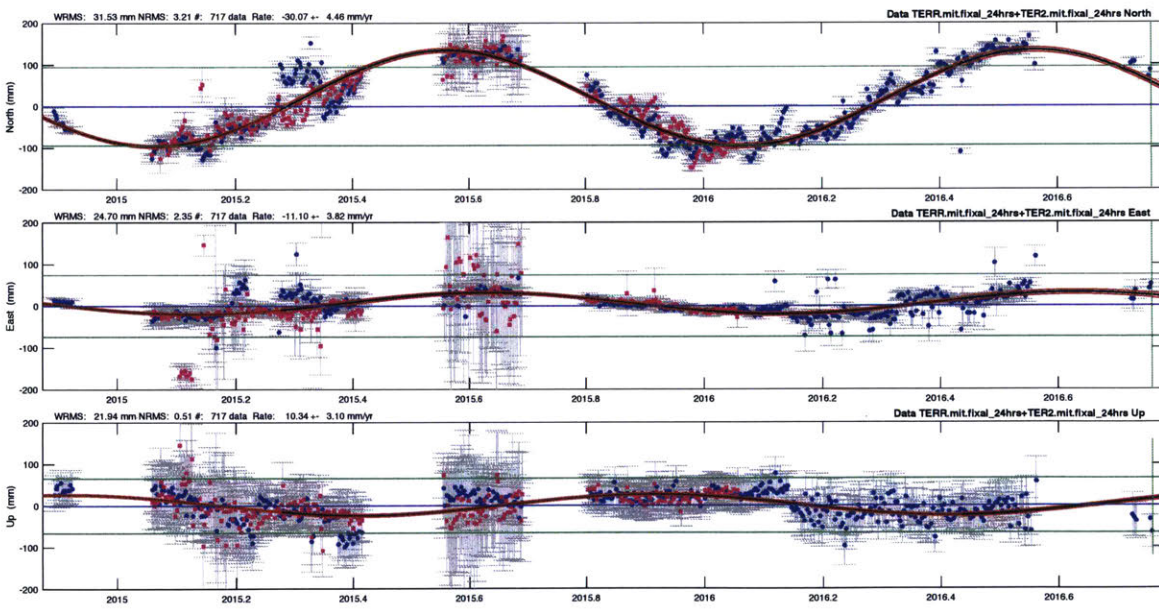 WRMS: 31.53 mm NRMS: 3.21 #: 717 data Rate: -30.07 +- 4.46 mm/yr Data TERR.mit.fixal_24hrs+TER2.mit.fixal_24hrs North
200
100
0
-100
-200
North (mm)
2015 2015.2 2015.4 2015.6 2015.8 2016 2016.2 2016.4 2016.6
WRMS: 24.70 mm NRMS: 2.35 #: 717 data Rate: -11.10 +- 3.82 mm/yr Data TERR.mit.fixal_24hrs+TER2.mit.fixal_24hrs East
200
100
0
-100
-200
East (mm)
2015 2015.2 2015.4 2015.6 2015.8 2016 2016.2 2016.4 2016.6
WRMS: 21.94 mm NRMS: 0.51 #: 717 data Rate: 10.34 +- 3.10 mm/yr Data TERR.mit.fixal_24hrs+TER2.mit.fixal_24hrs Up
200
100
0
-100
-200
Up (mm)
2015 2015.2 2015.4 2015.6 2015.8 2016 2016.2 2016.4 2016.6